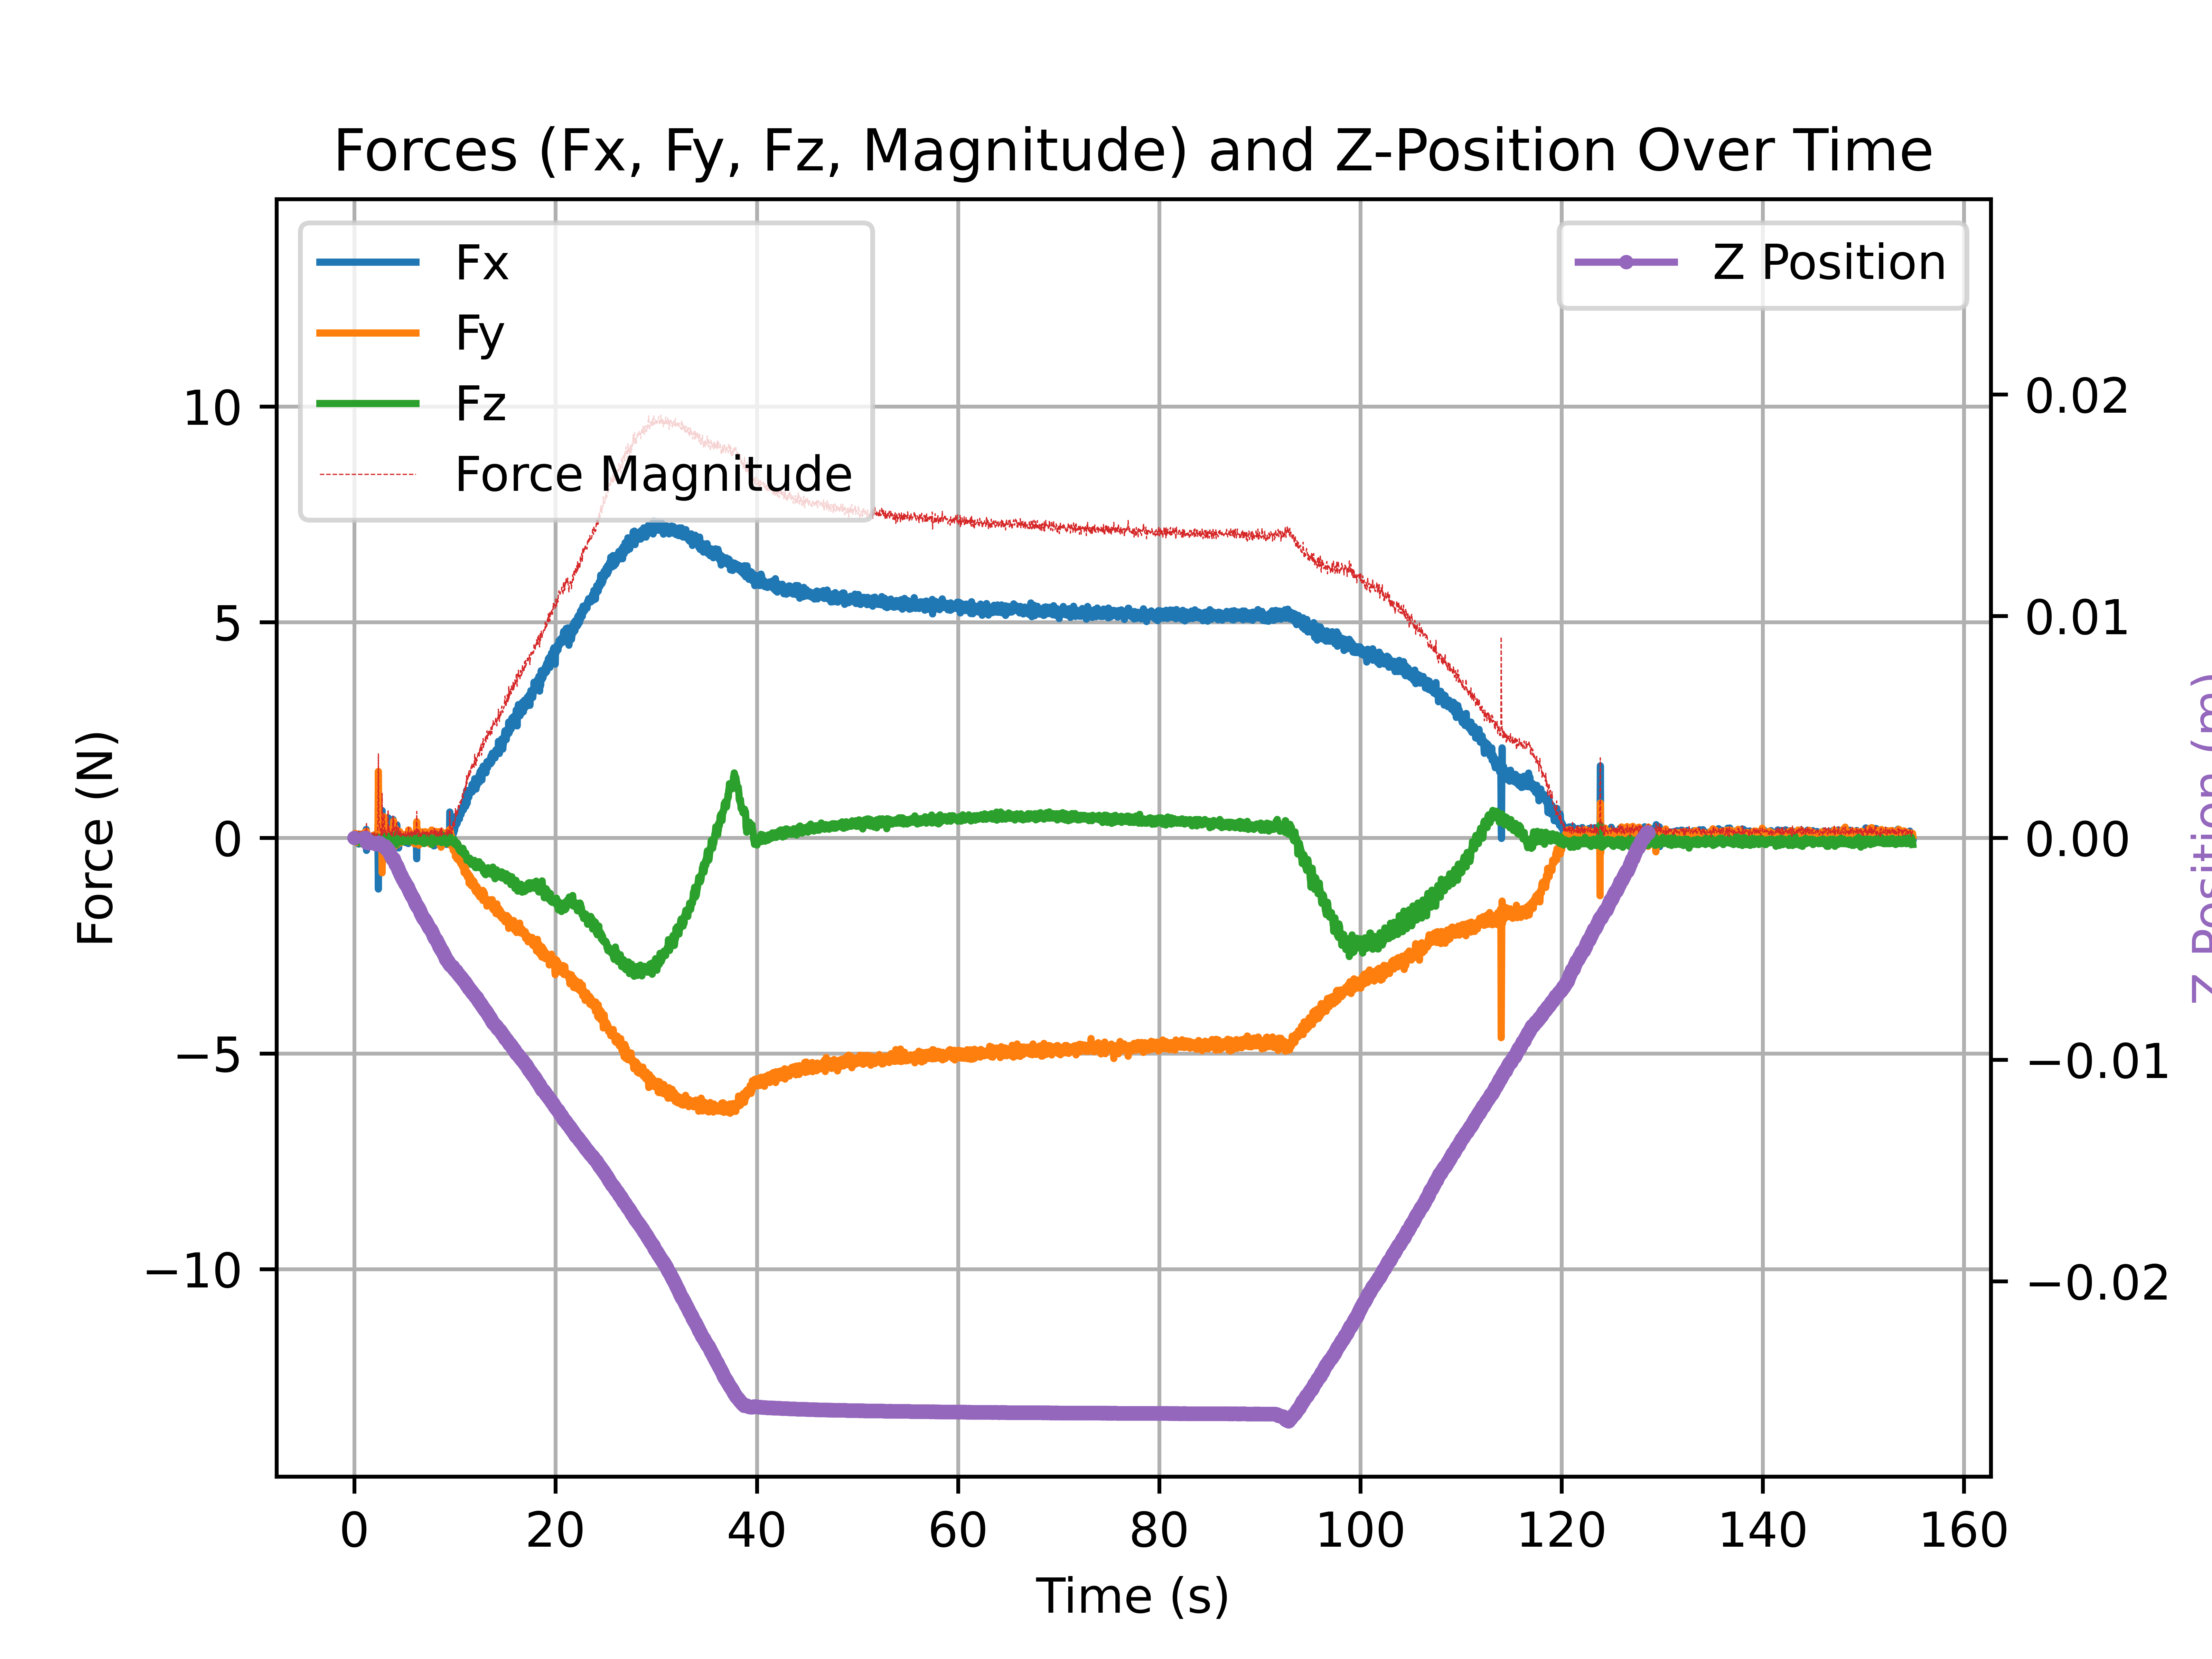 Forces (Fx, Fy, Fz, Magnitude) and Z-Position Over Time
Fx
Fy
Fz
Force Magnitude
Z Position
Force (N)
10
5
0
−5
−10
0.02
0.01
0.00
−0.01
−0.02
Z Position (m)
0 20 40 60 80 100 120 140 160
Time (s)